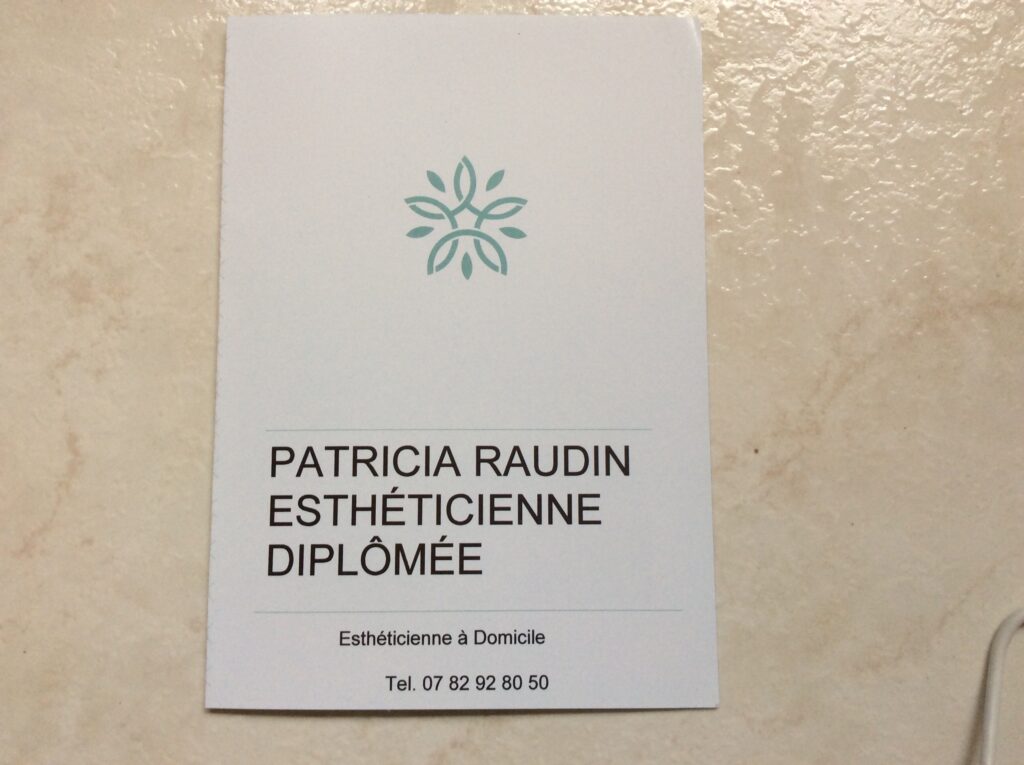 PATRICIA RAUDIN
ESTHÉTICIENNE
DIPLÔMÉE
Esthéticienne à Domicile
Tel. 07 82 92 80 50